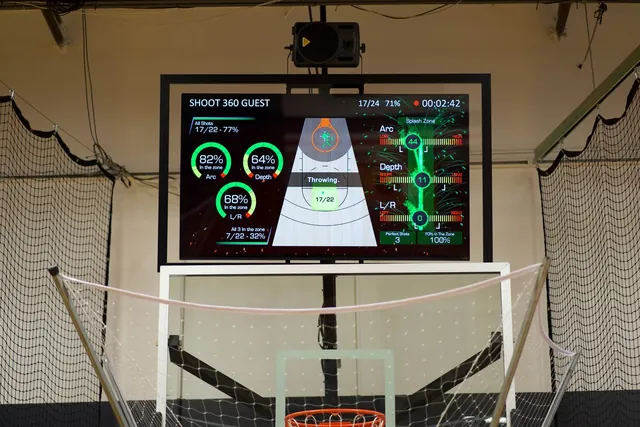 SHOOT 360 GUEST
17/24 71% 00:02:42
All Shots
17/22 - 77%
82%
In the zone
Arc
64%
In the zone
Depth
68%
In the zone
L/R
All 3 In the zone
7/22 - 32%
Throwing.
17/22
Splash Zone
Arc
44
Depth
11
L/R
0
Perfect Shots
3
FG% In The Zone
100%